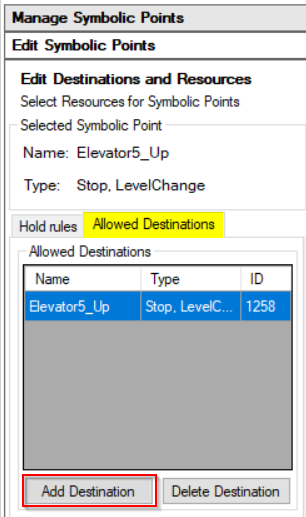 Manage Symbolic Points
Edit Symbolic Points
Edit Destinations and Resources
Select Resources for Symbolic Points
Selected Symbolic Point
Name: Elevator5_Up
Type: Stop, LevelChange
Hold rules Allowed Destinations
Allowed Destinations
Name Type ID
Elevator5_Up Stop, LevelC... 1258
Add Destination Delete Destination